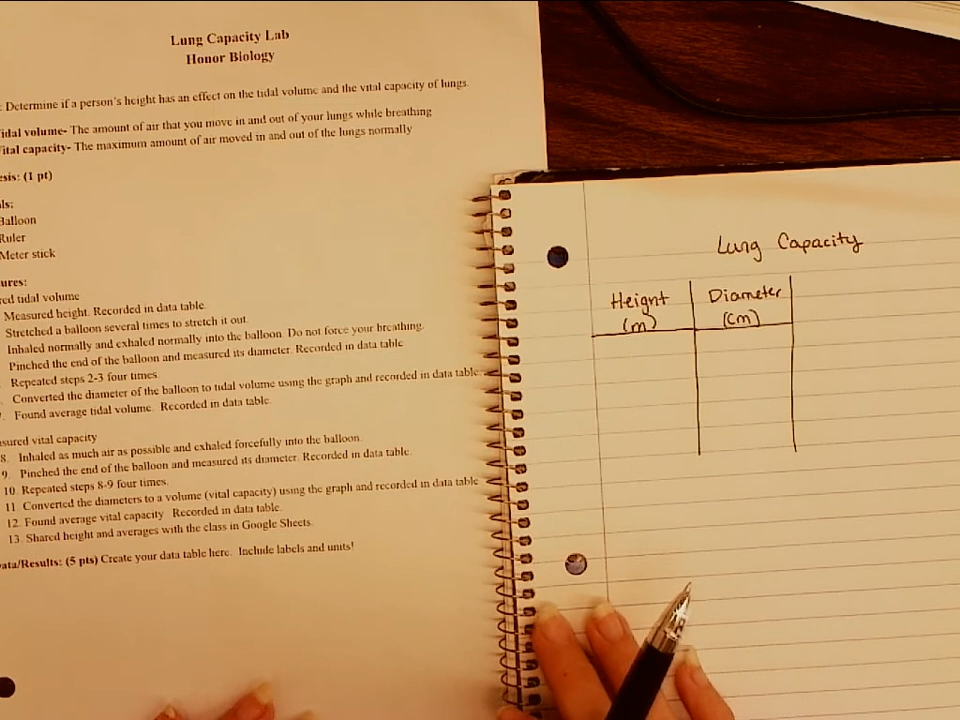 Lung Capacity Lab
Honor Biology
: Determine if a person's height has an effect on the tidal volume and the vital capacity of lungs.
idal volume- The amount of air that you move in and out of your lungs while breathing
ital capacity- The maximum amount of air moved in and out of the lungs normally
esis: (1 pt)
ls:
Balloon
Ruler
Meter stick
ures:
red tidal volume
Measured height. Recorded in data table.
Stretched a balloon several times to stretch it out.
Inhaled normally and exhaled normally into the balloon. Do not force your breathing.
Pinched the end of the balloon and measured its diameter. Recorded in data table
Repeated steps 2-3 four times.
Converted the diameter of the balloon to tidal volume using the graph and recorded in data table.
Found average tidal volume. Recorded in data table.
sured vital capacity
8. Inhaled as much air as possible and exhaled forcefully into the balloon.
9. Pinched the end of the balloon and measured its diameter. Recorded in data table.
10. Repeated steps 8-9 four times.
11. Converted the diameters to a volume (vital capacity) using the graph and recorded in data table
12. Found average vital capacity. Recorded in data table.
13. Shared height and averages with the class in Google Sheets.
ata/Results: (5 pts) Create your data table here. Include labels and units!
Lung Capacity
Height Diameter
(m) (cm)